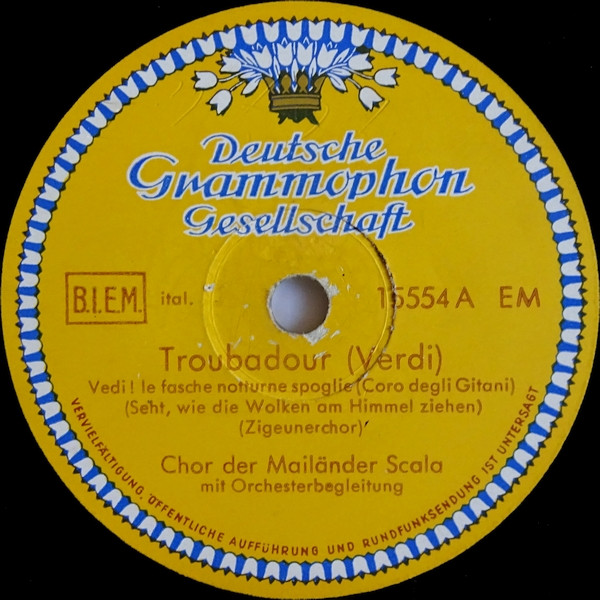 Deutsche
Grammophon
Gesellschaft
B.I.E.M. ital. 15554 A EM
Troubadour (Verdi)
Vedi! le fasche notturne spoglie (Coro degli Gitani)
(Seht, wie die Wolken am Himmel ziehen)
(Zigeunerchor)
Chor der Mailänder Scala
mit Orchesterbegleitung
VERVIELFÄLTIGUNG, ÖFFENTLICHE AUFFÜHRUNG UND RUNDFUNKSENDUNG IST UNTERSAGT